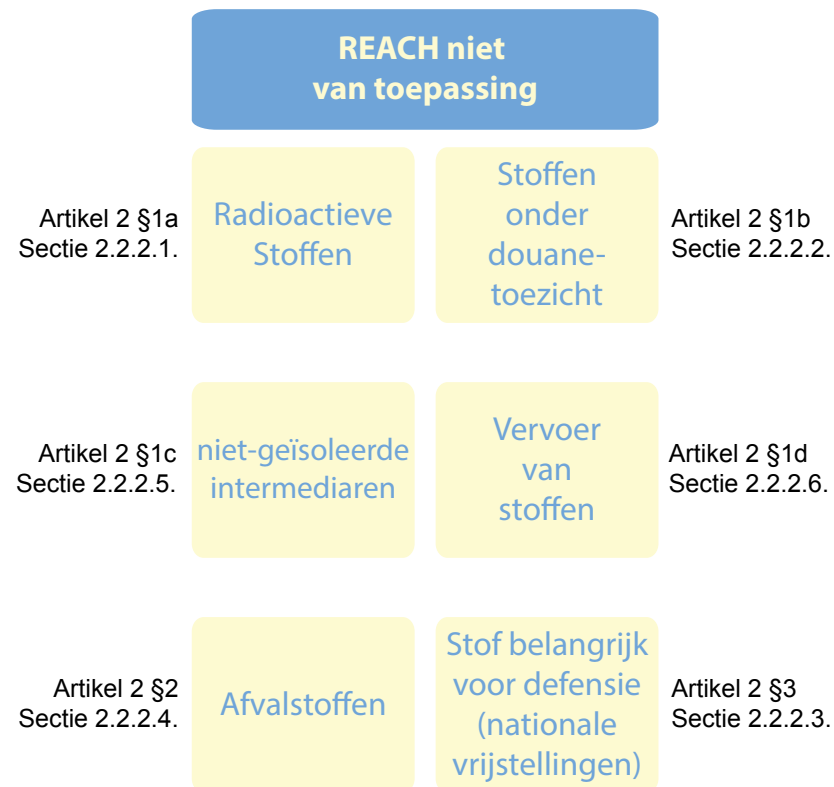 REACH niet
van toepassing
Artikel 2 §1a
Sectie 2.2.2.1.
Radioactieve
Stoffen
Stoffen
onder
douane-
toezicht
Artikel 2 §1b
Sectie 2.2.2.2.
Artikel 2 §1c
Sectie 2.2.2.5.
niet-geïsoleerde
intermediaren
Vervoer
van
stoffen
Artikel 2 §1d
Sectie 2.2.2.6.
Artikel 2 §2
Sectie 2.2.2.4.
Afvalstoffen
Stof belangrijk
voor defensie
(nationale
vrijstellingen)
Artikel 2 §3
Sectie 2.2.2.3.